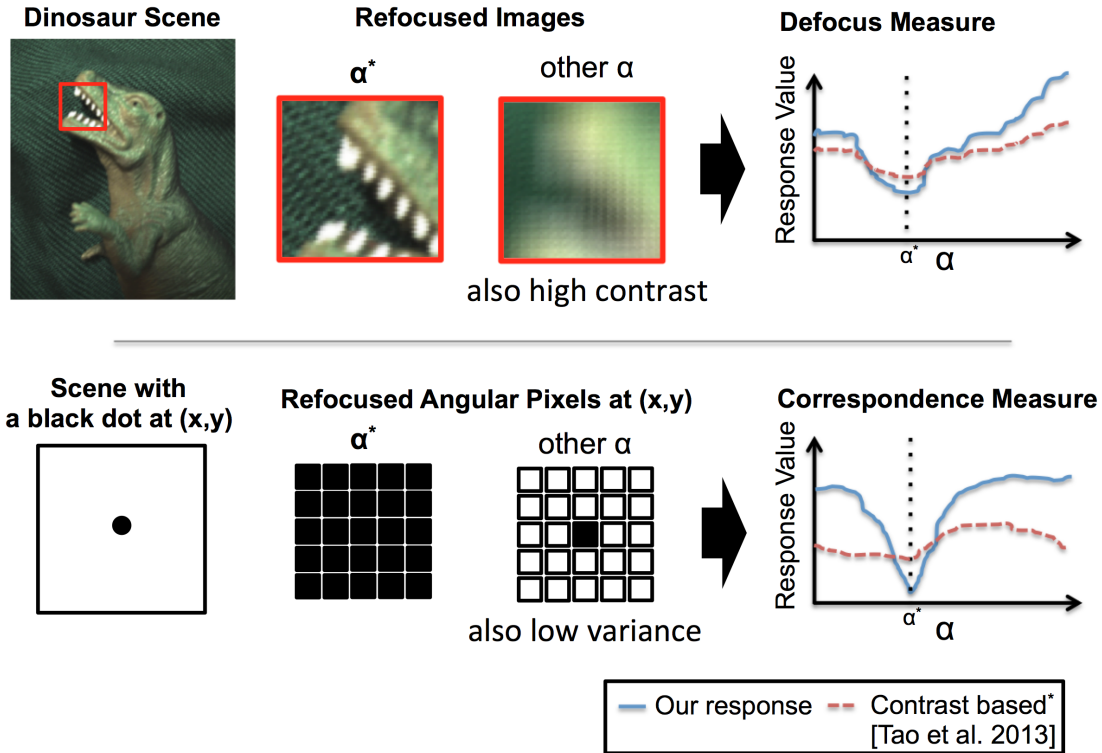 Dinosaur Scene
Refocused Images
Defocus Measure
α*
other α
also high contrast
Response Value
α*
α
Scene with
a black dot at (x,y)
Refocused Angular Pixels at (x,y)
Correspondence Measure
α*
other α
also low variance
Response Value
α*
α
Our response
Contrast based*
[Tao et al. 2013]